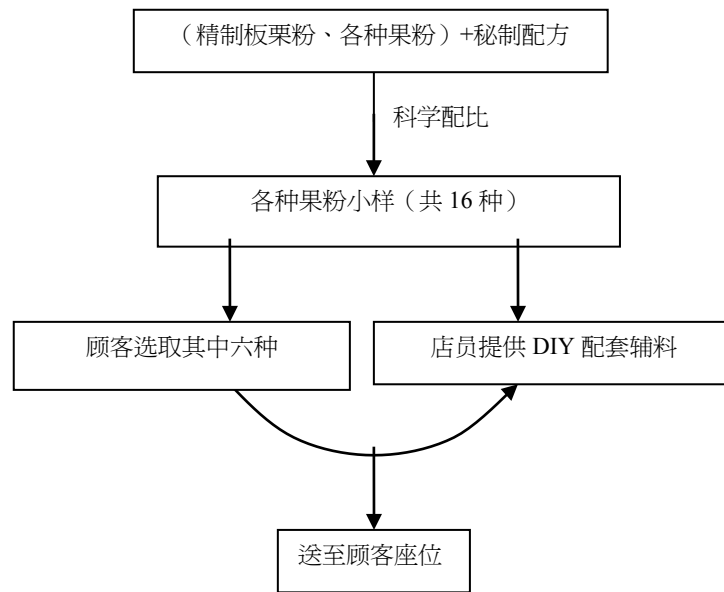 （精制板栗粉、各种果粉）+秘制配方
科学配比
各种果粉小样（共 16 种）
顾客选取其中六种
店员提供 DIY 配套辅料
送至顾客座位